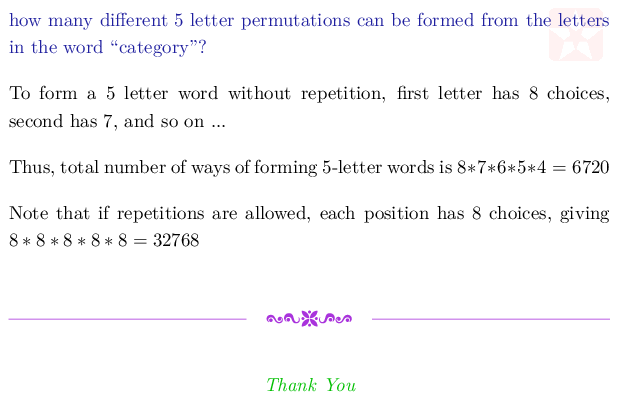 how many different 5 letter permutations can be formed from the letters
in the word “category”?
To form a 5 letter word without repetition, first letter has 8 choices,
second has 7, and so on ...
Thus, total number of ways of forming 5-letter words is 8*7*6*5*4 = 6720
Note that if repetitions are allowed, each position has 8 choices, giving
8 * 8 * 8 * 8 * 8 = 32768
Thank You